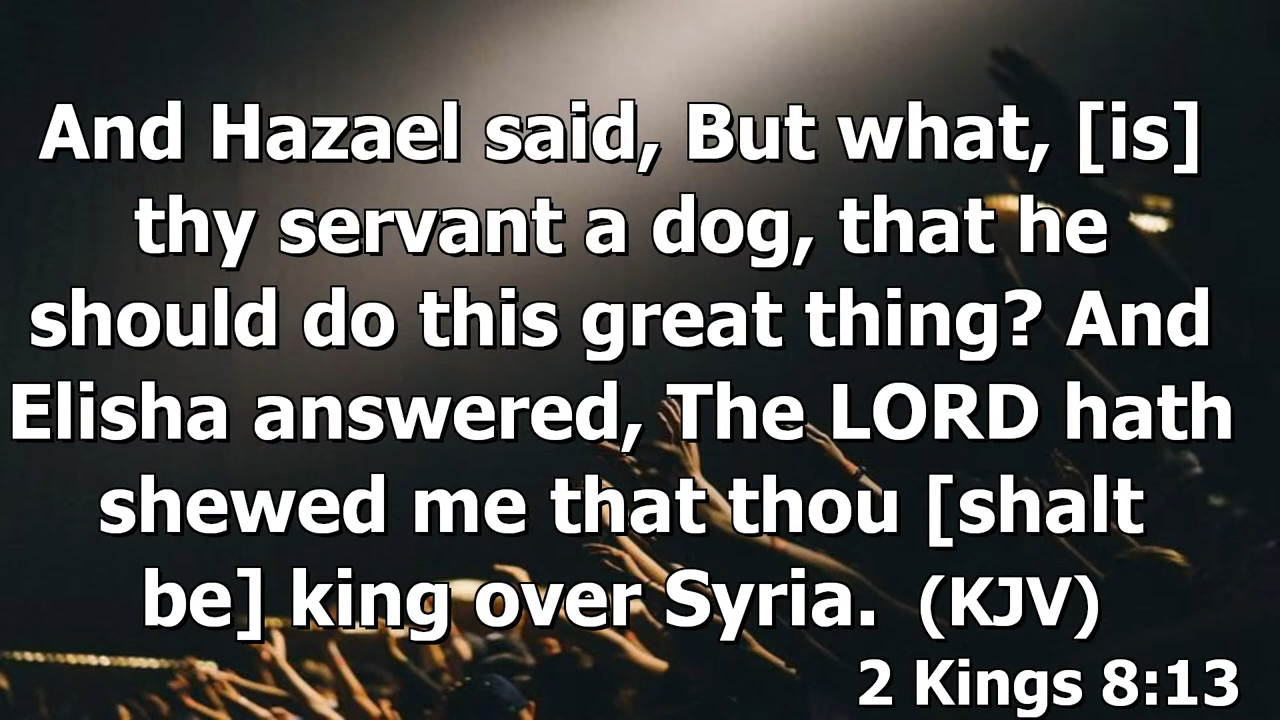 And Hazael said, But what, [is]
thy servant a dog, that he
should do this great thing? And
Elisha answered, The LORD hath
shewed me that thou [shalt
be] king over Syria.  (KJV)
2 Kings 8:13